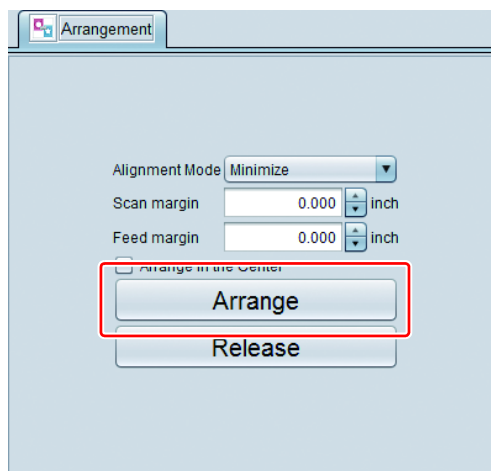 Arrangement
Alignment Mode Minimize
Scan margin 0.000 inch
Feed margin 0.000 inch
Arrange in the Center
Arrange
Release